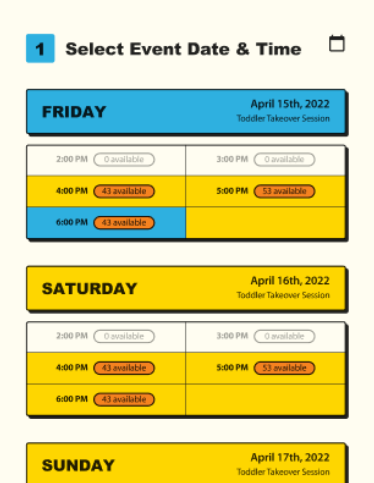 1 Select Event Date & Time
FRIDAY
April 15th, 2022
Toddler Takeover Session
2:00 PM 0 available 3:00 PM 0 available
4:00 PM 43 available 5:00 PM 53 available
6:00 PM 43 available
SATURDAY
April 16th, 2022
Toddler Takeover Session
2:00 PM 0 available 3:00 PM 0 available
4:00 PM 43 available 5:00 PM 53 available
6:00 PM 43 available
SUNDAY
April 17th, 2022
Toddler Takeover Session